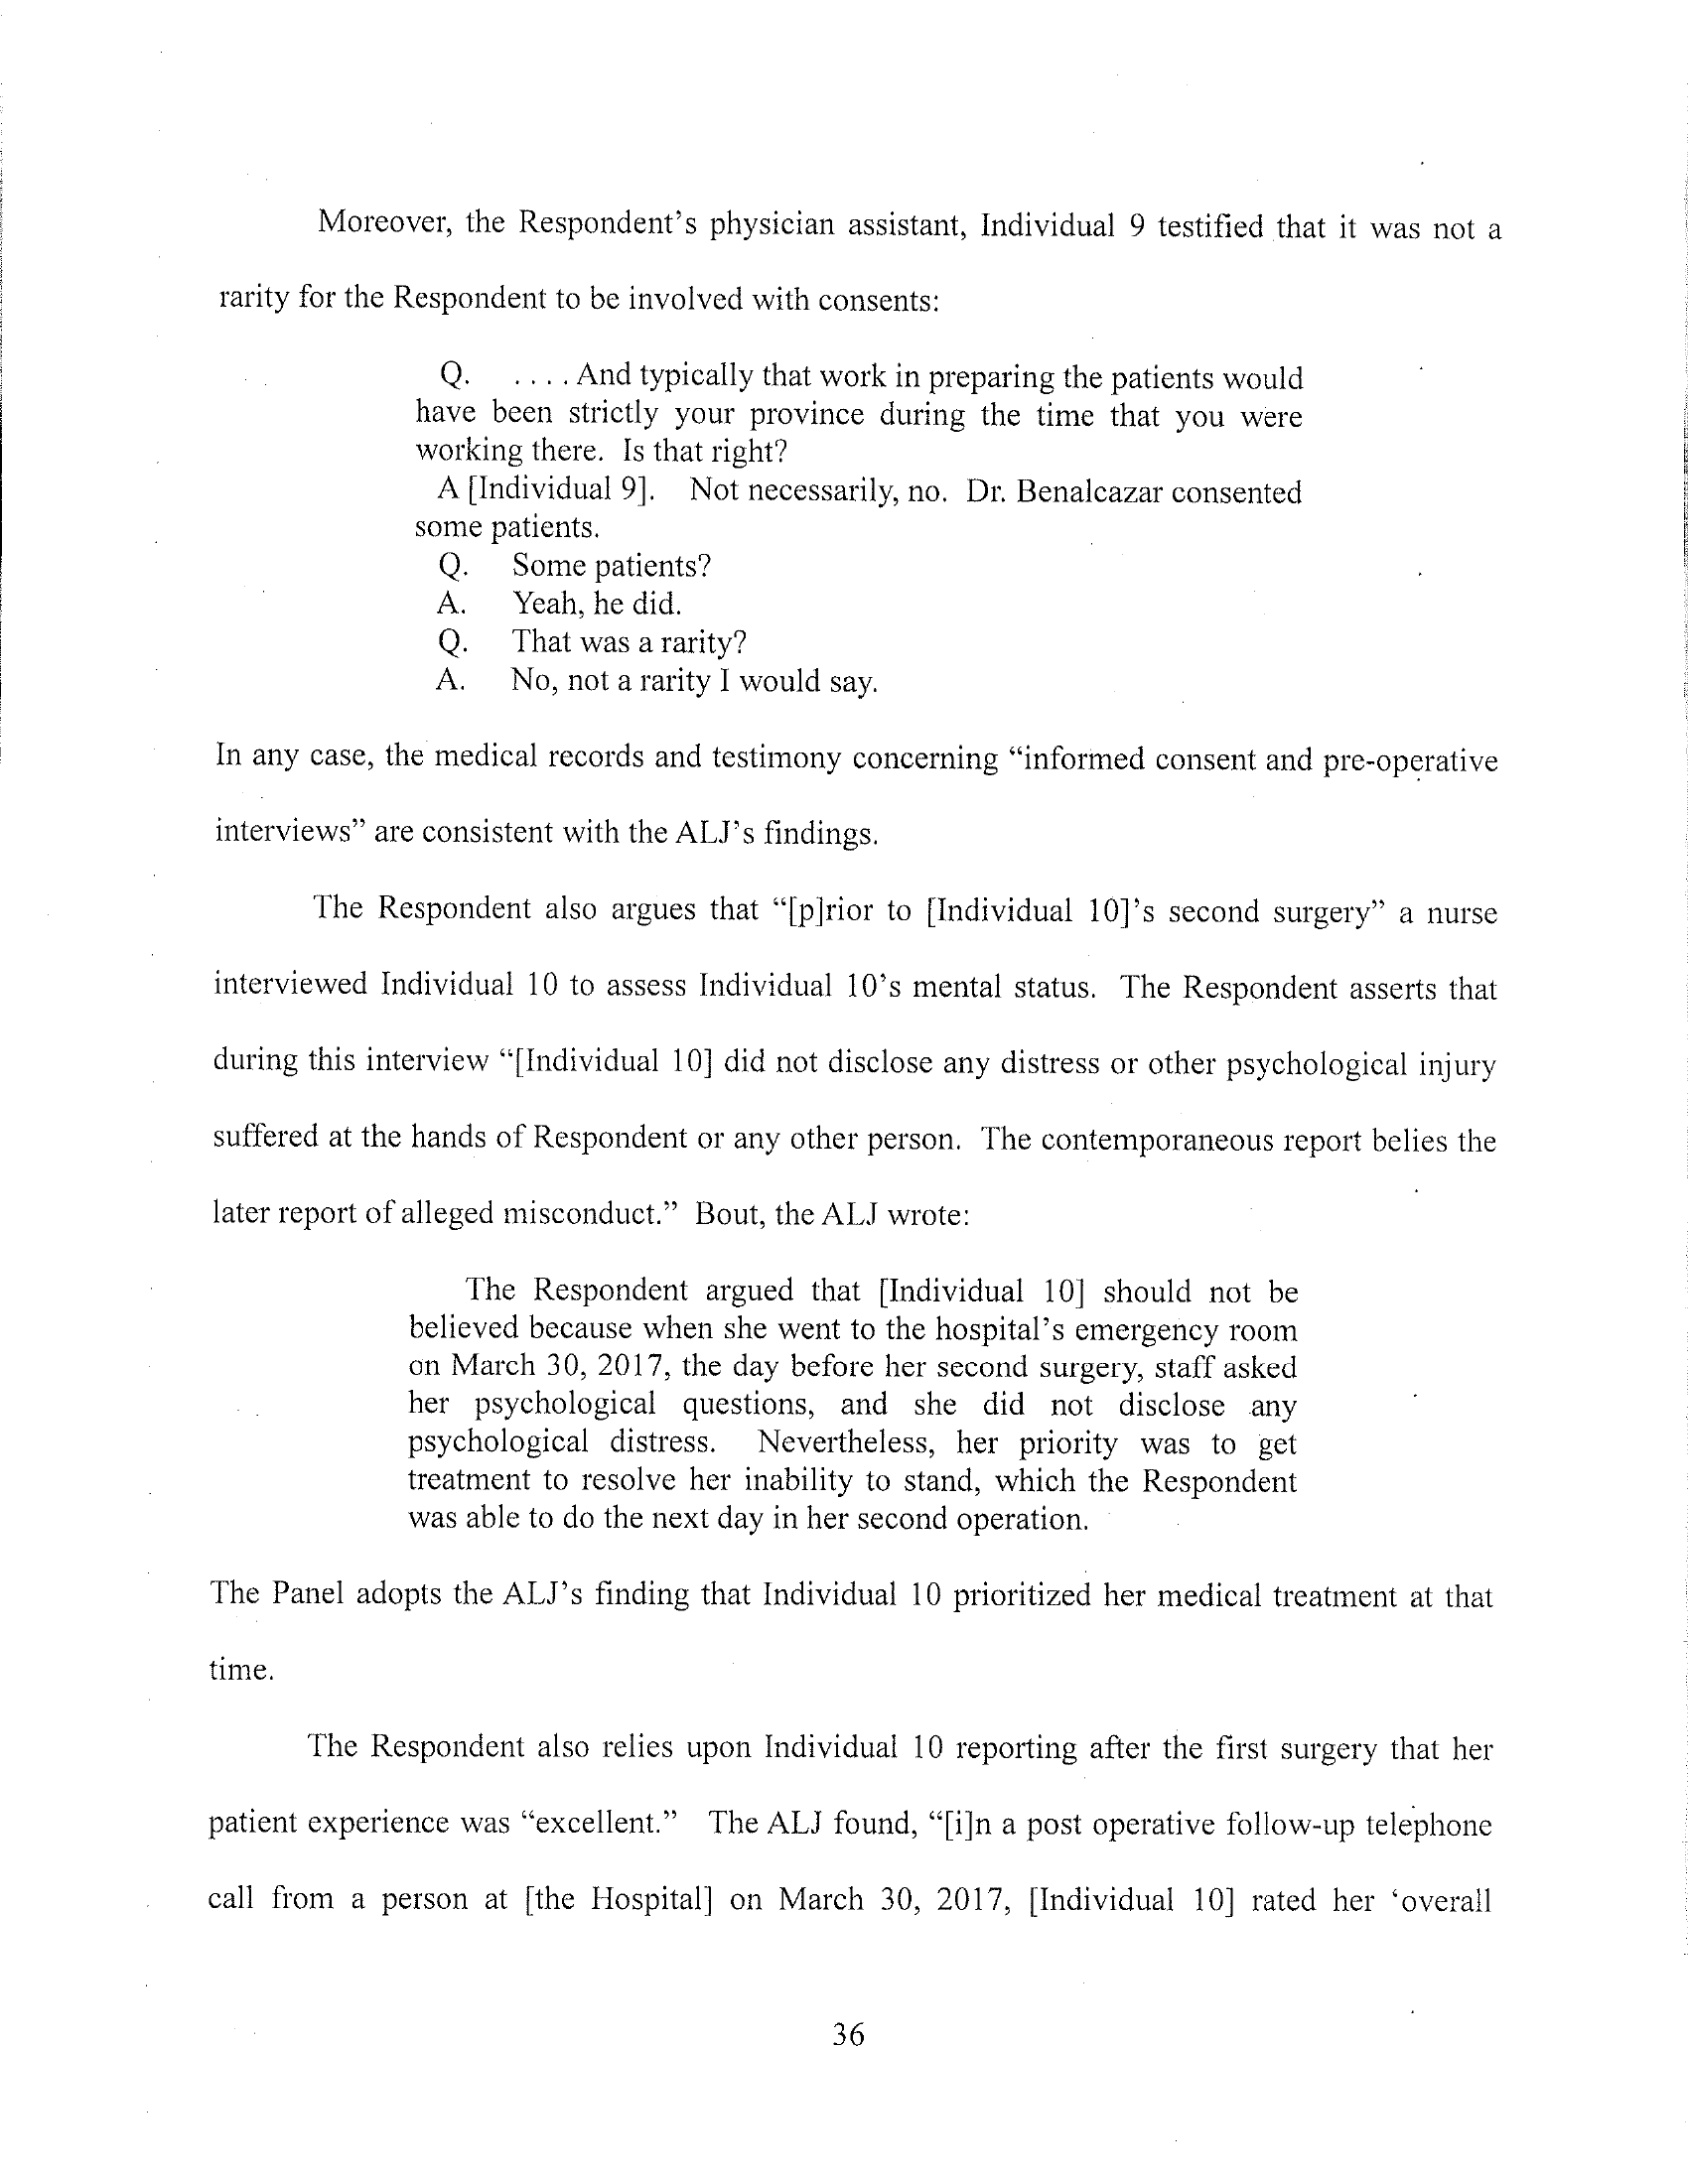 Moreover, the Respondent's physician assistant, Individual 9 testified that it was not a
rarity for the Respondent to be involved with consents:
Q. . . . . And typically that work in preparing the patients would
have been strictly your province during the time that you were
working there. Is that right?
A [Individual 9]. Not necessarily, no. Dr. Benalcazar consented
some patients.
Q. Some patients?
A. Yeah, he did.
Q. That was a rarity?
A. No, not a rarity I would say.
In any case, the medical records and testimony concerning “informed consent and pre-operative
interviews” are consistent with the ALJ's findings.
The Respondent also argues that “[p]rior to [Individual 10]'s second surgery” a nurse
interviewed Individual 10 to assess Individual 10's mental status. The Respondent asserts that
during this interview “[Individual 10] did not disclose any distress or other psychological injury
suffered at the hands of Respondent or any other person. The contemporaneous report belies the
later report of alleged misconduct.” Bout, the ALJ wrote:
The Respondent argued that [Individual 10] should not be
believed because when she went to the hospital's emergency room
on March 30, 2017, the day before her second surgery, staff asked
her psychological questions, and she did not disclose any
psychological distress. Nevertheless, her priority was to get
treatment to resolve her inability to stand, which the Respondent
was able to do the next day in her second operation.
The Panel adopts the ALJ's finding that Individual 10 prioritized her medical treatment at that
time.
The Respondent also relies upon Individual 10 reporting after the first surgery that her
patient experience was “excellent.” The ALJ found, “[i]n a post operative follow-up telephone
call from a person at [the Hospital] on March 30, 2017, [Individual 10] rated her ‘overall
36